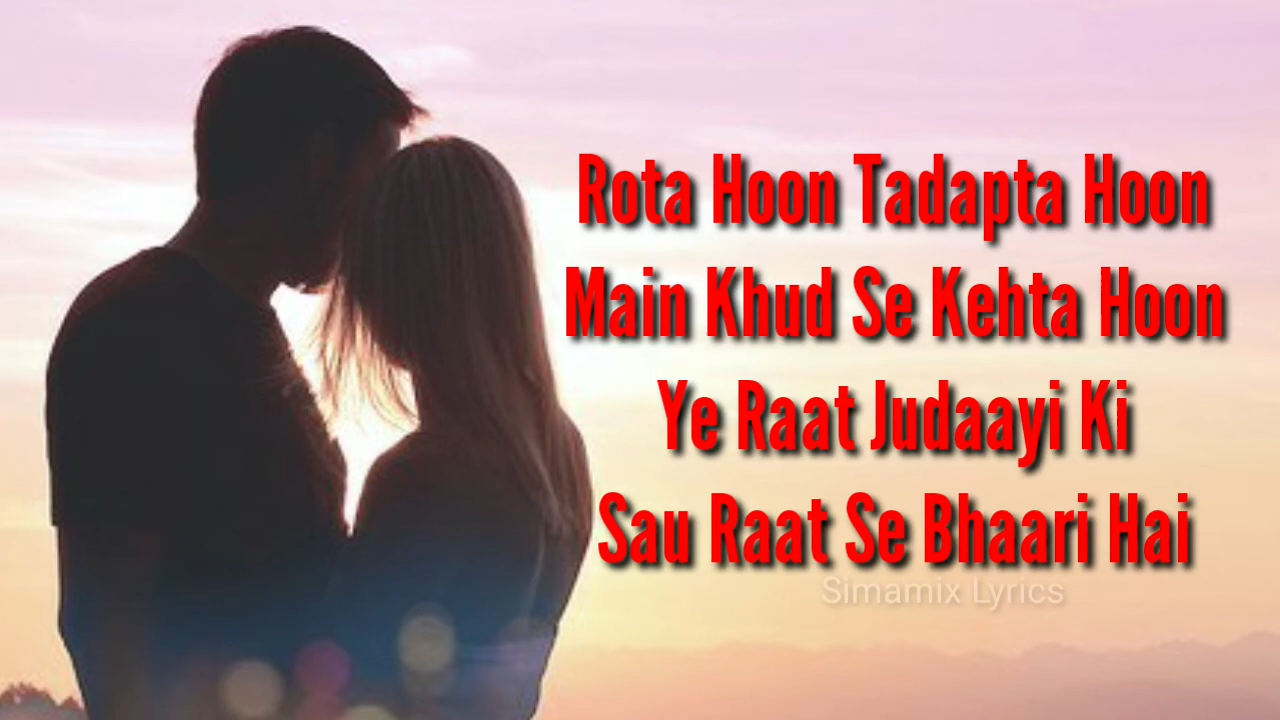 Rota Hoon Tadapta Hoon
Main Khud Se Kehta Hoon
Ye Raat Judaayi Ki
Sau Raat Se Bhaari Hai
Simamix Lyrics